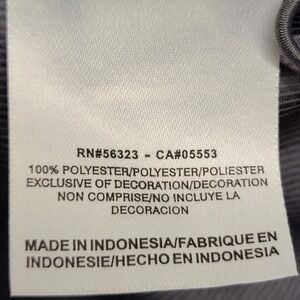 RN#56323 - CA#05553
100% POLYESTER/POLYESTER/POLIESTER
EXCLUSIVE OF DECORATION/DECORATION
NON COMPRISE/NO INCLUYE LA
DECORACION
MADE IN INDONESIA/FABRIQUE EN
INDONESIE/HECHO EN INDONESIA